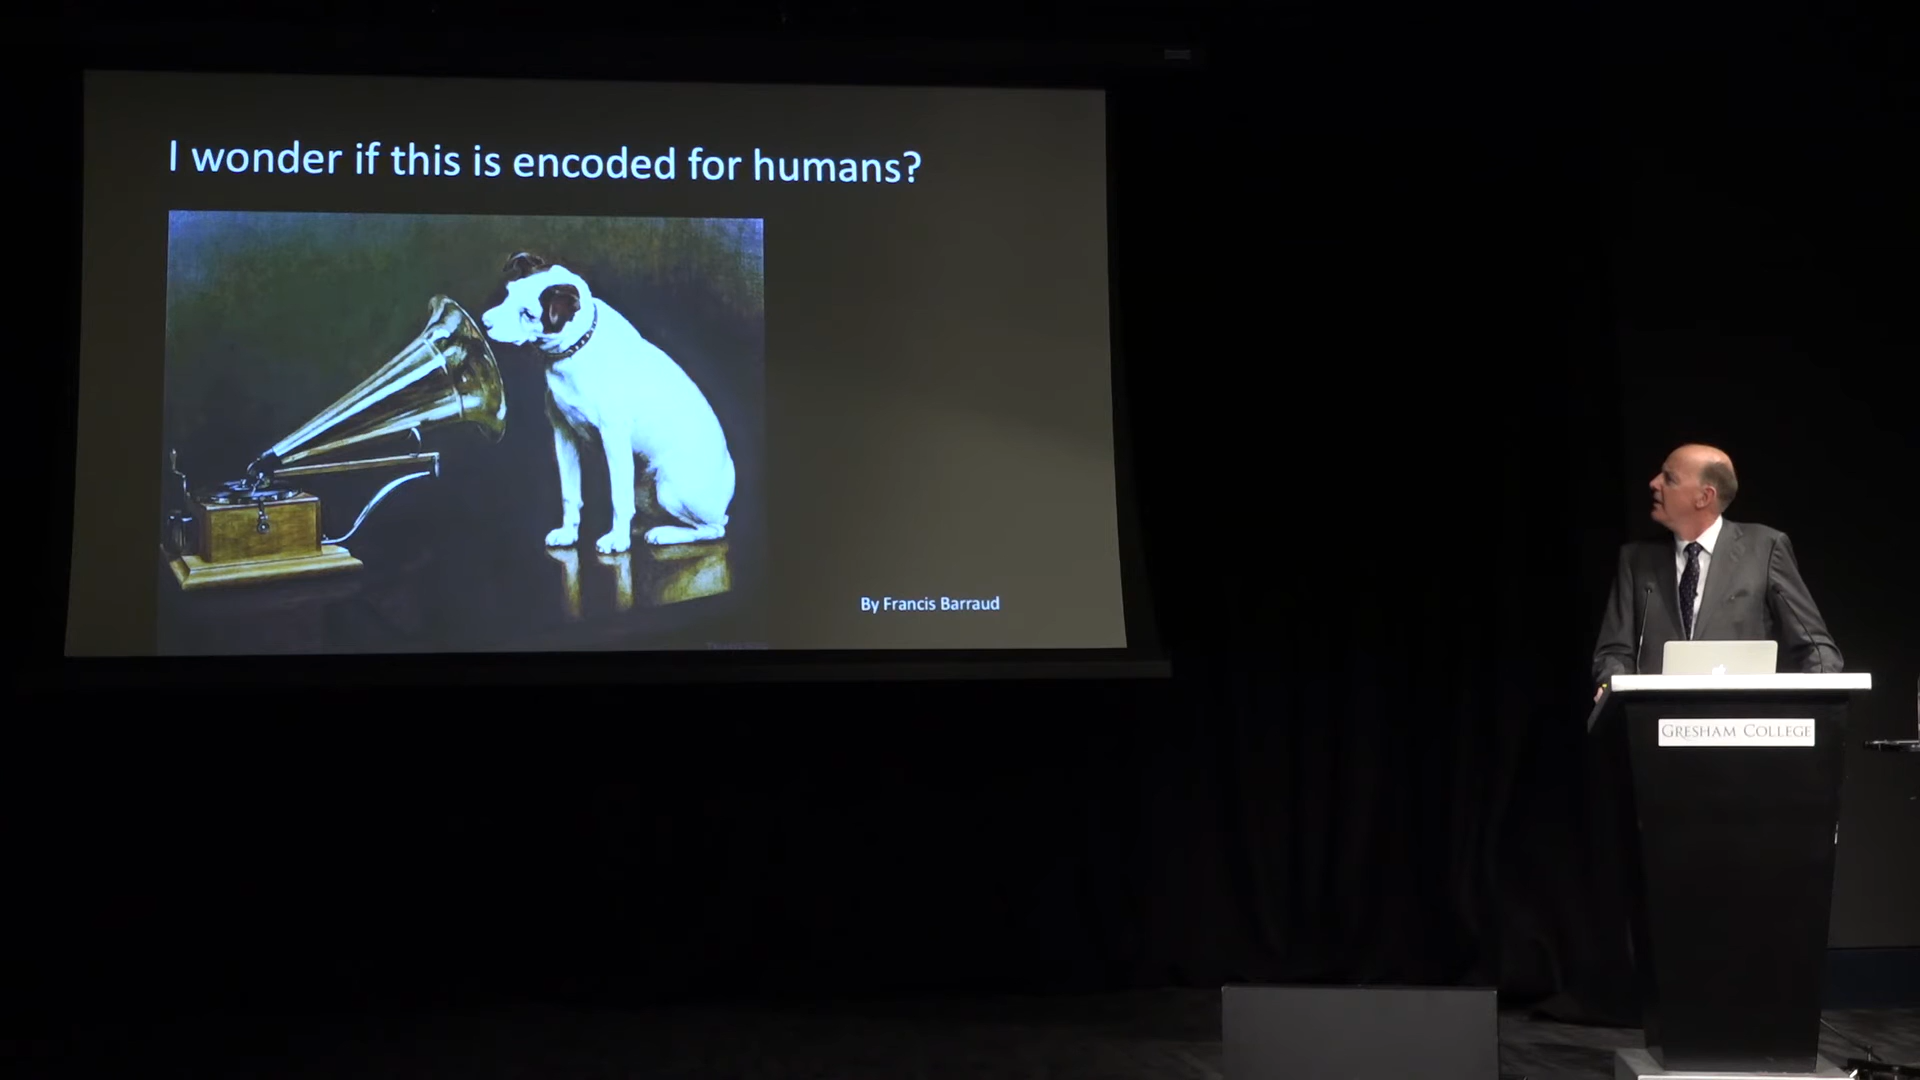 I wonder if this is encoded for humans?
By Francis Barraud
GRESHAM COLLEGE